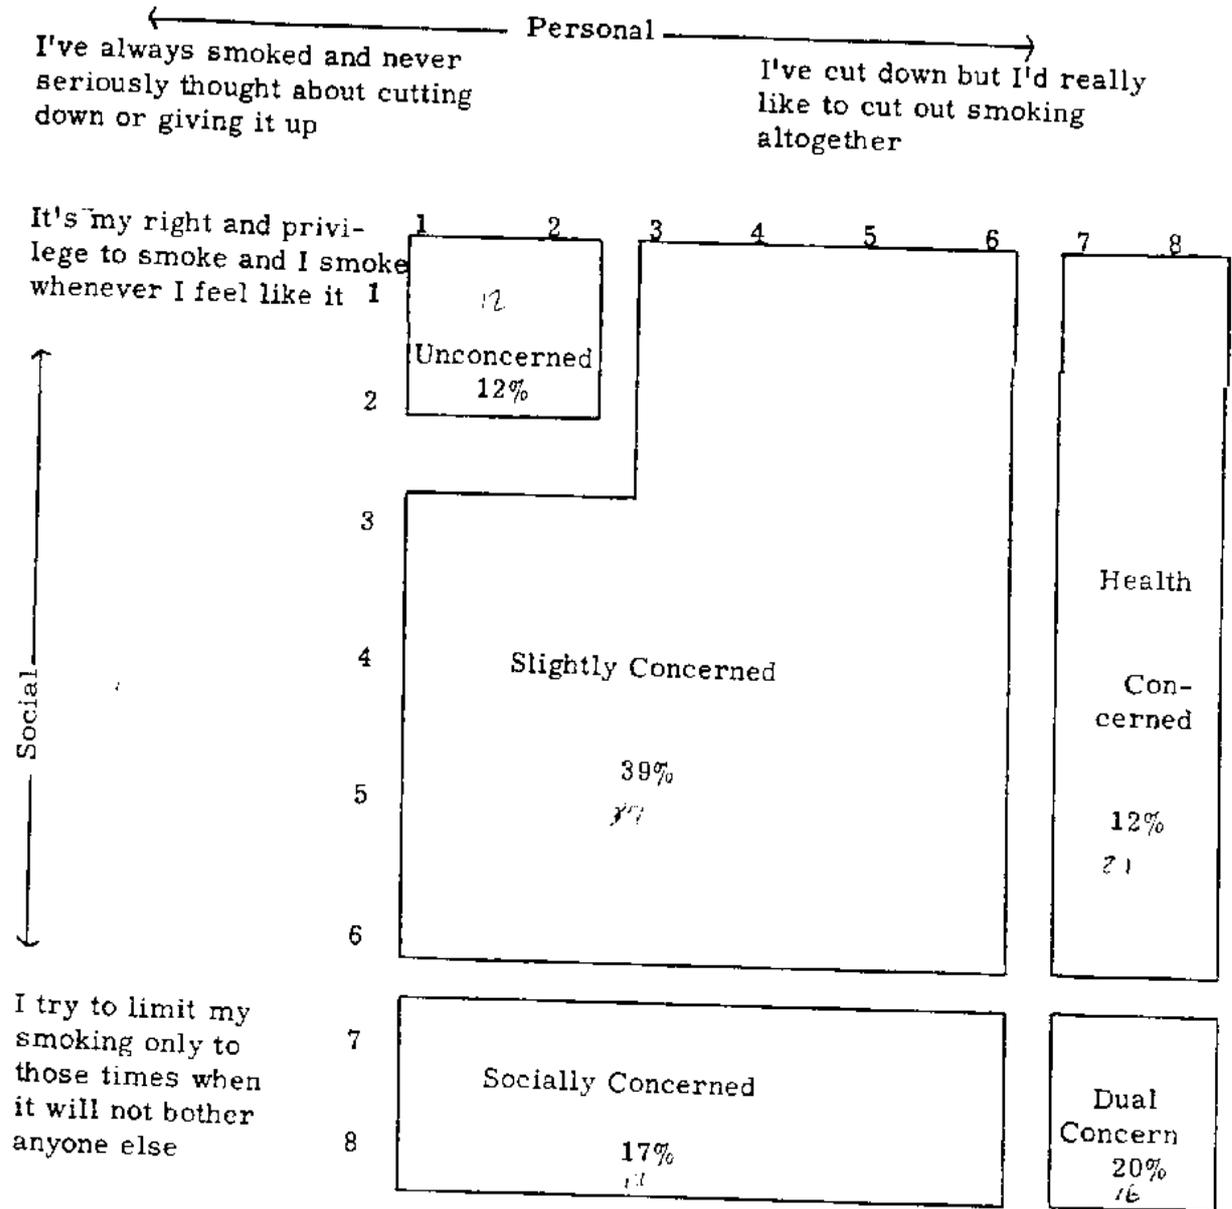 Personal
I've always smoked and never
seriously thought about cutting
down or giving it up
I've cut down but I'd really
like to cut out smoking
altogether
It's my right and privi-
lege to smoke and I smoke
whenever I feel like it
1 2 3 4 5 6 7 8
1
12
Unconcerned
12%
2
3
4
5
6
7
8
Social
Slightly Concerned
39%
Health
Con-
cerned
12%
21
I try to limit my
smoking only to
those times when
it will not bother
anyone else
Socially Concerned
17%
Dual
Concern
20%
16